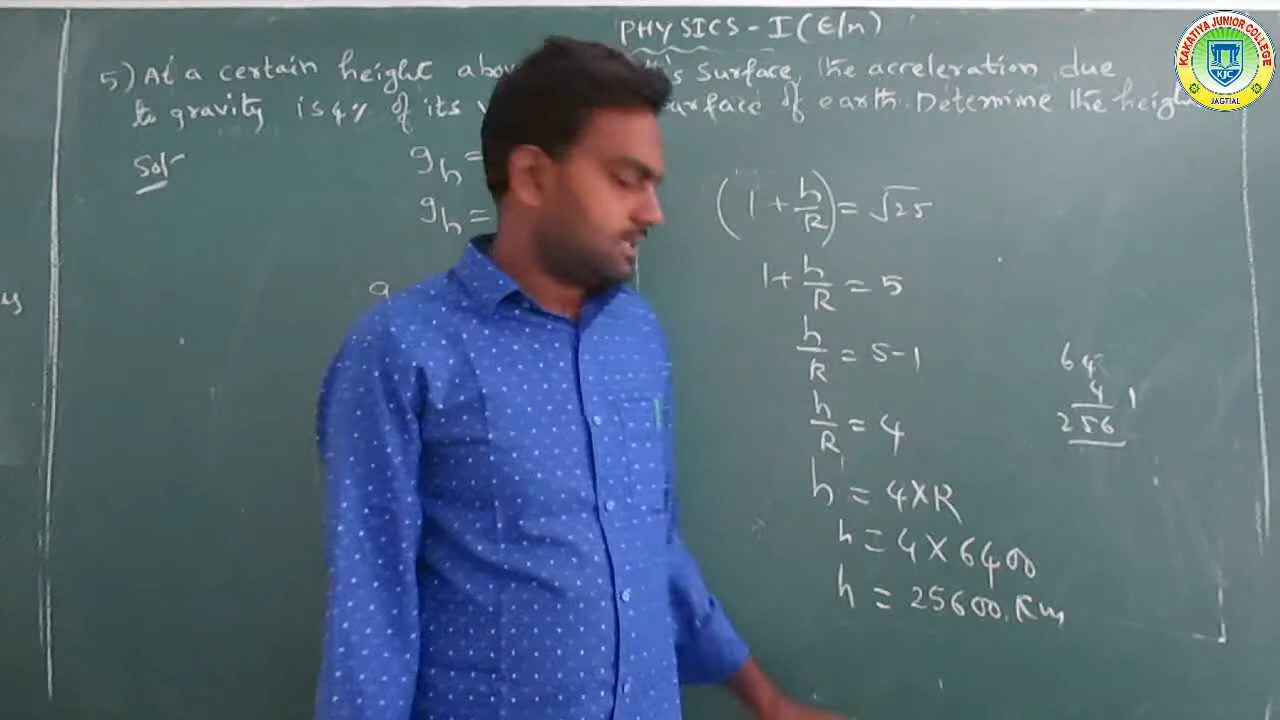 PHYSICS - I (E/M)
5) At a certain height 's surface, the acceleration due
to gravity is 4% of its surface of earth. Determine the heigh
Sol
g_h =
g_h =
g
(1 + h/R) = √25
1 + h/R = 5
h/R = 5-1
h/R = 4
h = 4×R
h = 4×6400
h = 25600.Km
64
4 1
256
KAKATIYA JUNIOR COLLEGE
KJC
JAGTIAL